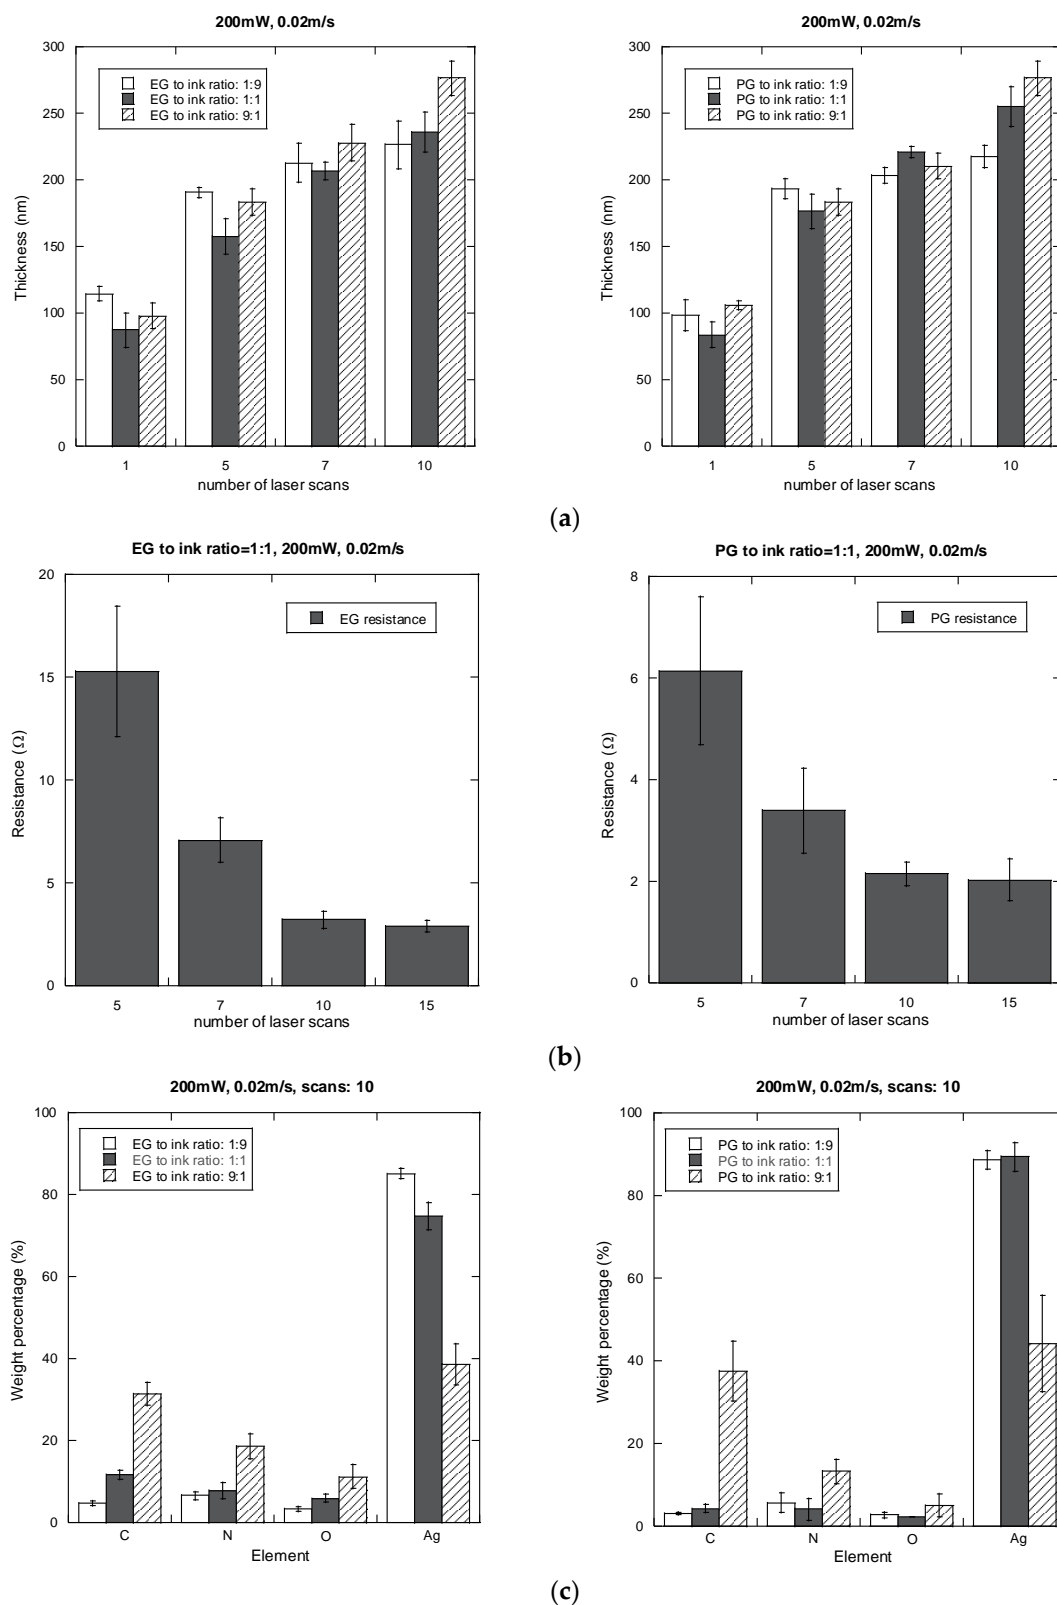 200mW, 0.02m/s
300
250
200
150
100
50
0
Thickness (nm)
EG to ink ratio: 1:9
EG to ink ratio: 1:1
EG to ink ratio: 9:1
1 5 7 10
number of laser scans
200mW, 0.02m/s
300
250
200
150
100
50
0
Thickness (nm)
PG to ink ratio: 1:9
PG to ink ratio: 1:1
PG to ink ratio: 9:1
1 5 7 10
number of laser scans
(a)
EG to ink ratio=1:1, 200mW, 0.02m/s
20
15
10
5
0
Resistance (Ω)
EG resistance
5 7 10 15
number of laser scans
PG to ink ratio=1:1, 200mW, 0.02m/s
8
6
4
2
0
Resistance (Ω)
PG resistance
5 7 10 15
number of laser scans
(b)
200mW, 0.02m/s, scans: 10
100
80
60
40
20
0
Weight percentage (%)
EG to ink ratio: 1:9
EG to ink ratio: 1:1
EG to ink ratio: 9:1
C N O Ag
Element
200mW, 0.02m/s, scans: 10
100
80
60
40
20
0
Weight percentage (%)
PG to ink ratio: 1:9
PG to ink ratio: 1:1
PG to ink ratio: 9:1
C N O Ag
Element
(c)